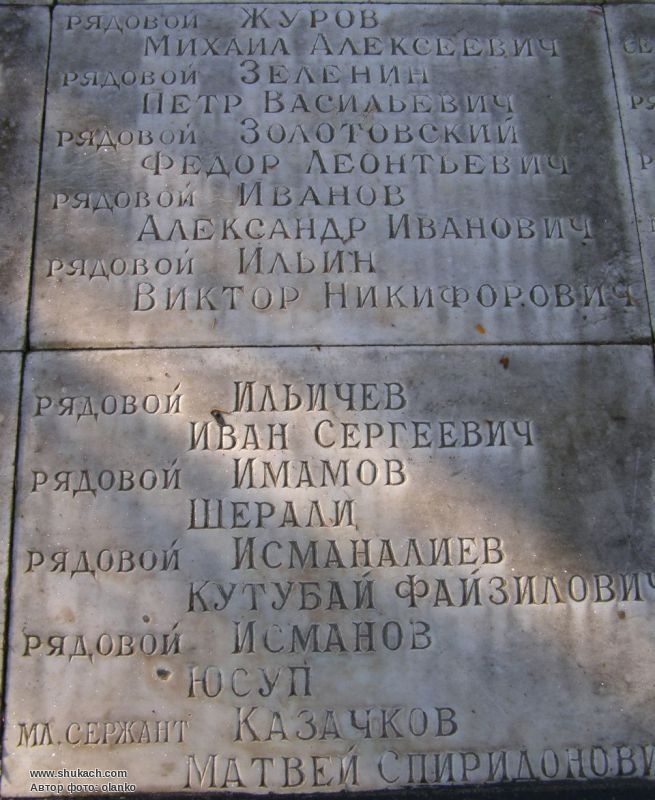 РЯДОВОЙ ЖУРОВ
МИХАИЛ АЛЕКСЕЕВИЧ
РЯДОВОЙ ЗЕЛЕНИН
ПЕТР ВАСИЛЬЕВИЧ
РЯДОВОЙ ЗОЛОТОВСКИЙ
ФЕДОР ЛЕОНТЬЕВИЧ
РЯДОВОЙ ИВАНОВ
АЛЕКСАНДР ИВАНОВИЧ
РЯДОВОЙ ИЛЬИН
ВИКТОР НИКИФОРОВИЧ
РЯДОВОЙ ИЛЬИЧЕВ
ИВАН СЕРГЕЕВИЧ
РЯДОВОЙ ИМАМОВ
ШЕРАЛИ
РЯДОВОЙ ИСМАНАЛИЕВ
КУТУБАЙ ФАЙЗИЛОВИЧ
РЯДОВОЙ ИСМАНОВ
ЮСУП
МЛ. СЕРЖАНТ КАЗАЧКОВ
МАТВЕЙ СПИРИДОНОВИ
www.shukach.com
Автор фото: olanko